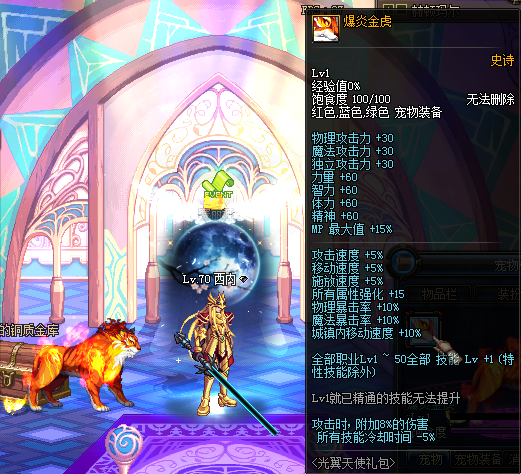 爆炎金虎
史诗
Lv1
经验值0%
饱食度 100/100 无法删除
红色,蓝色,绿色 宠物装备
物理攻击力 +30
魔法攻击力 +30
独立攻击力 +30
力量 +60
智力 +60
体力 +60
精神 +60
MP 最大值 +15%
攻击速度 +5%
移动速度 +5%
施放速度 +5%
所有属性强化 +15
物理暴击率 +10%
魔法暴击率 +10%
城镇内移动速度 +10%
全部职业Lv1 ~ 50全部 技能 Lv +1 (特
性技能除外)
Lv1就已精通的技能无法提升
攻击时,附加8%的伤害
所有技能冷却时间 -5%
<光翼天使礼包>
EVENT
Lv.70 西内
的铜质金库
宠物
物品栏
宠物 宠物装备